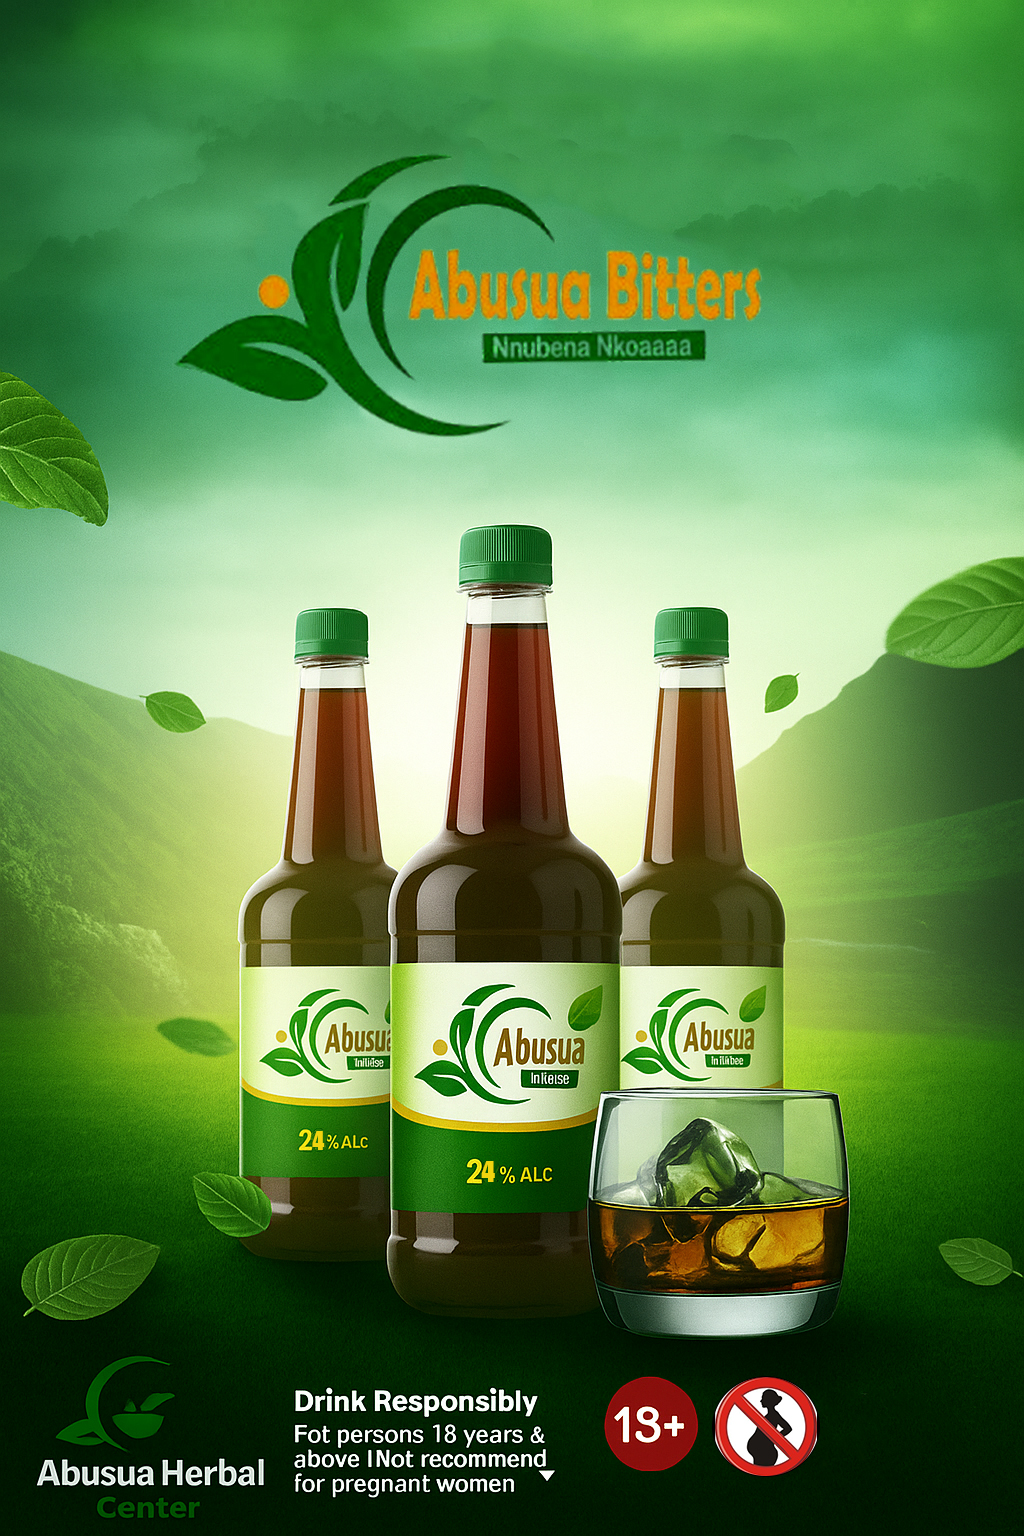 Abusua Bitters
Nnubena Nkoaaaa
Abusua
24% ALC
Abusua
24% ALC
Abusua
Drink Responsibly
Fot persons 18 years &
above INot recommend
for pregnant women
18+
Abusua Herbal
Center